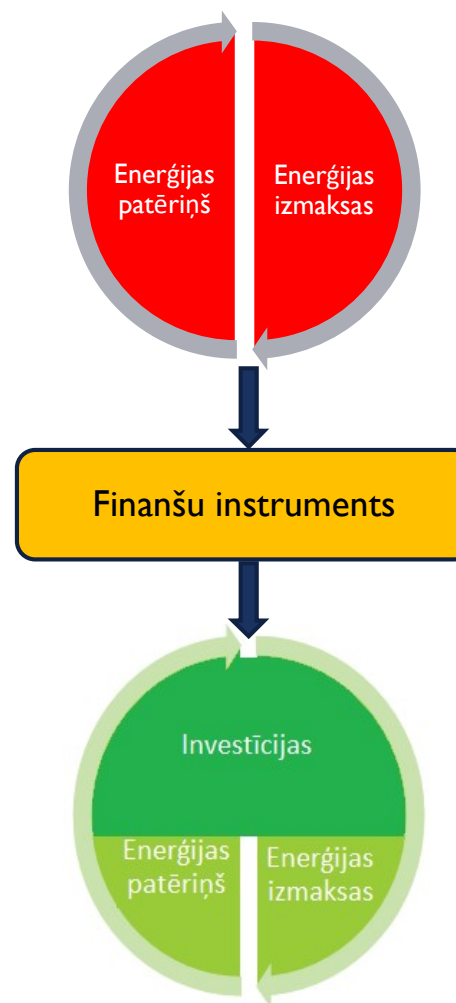 Enerģijas
patēriņš
Enerģijas
izmaksas
Finanšu instruments
Investīcijas
Enerģijas
patēriņš
Enerģijas
izmaksas